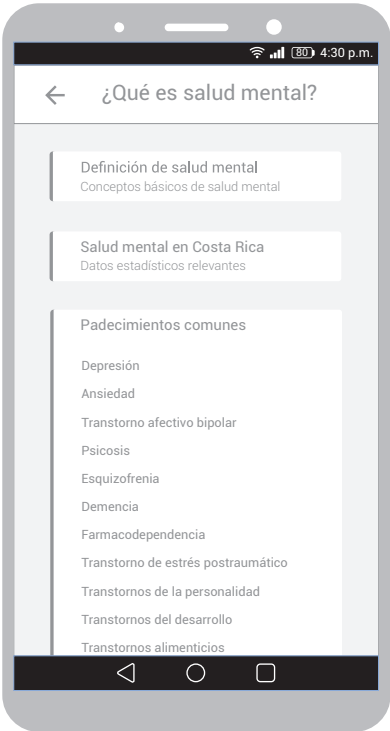 80 4:30 p.m.
¿Qué es salud mental?
Definición de salud mental
Conceptos básicos de salud mental
Salud mental en Costa Rica
Datos estadísticos relevantes
Padecimientos comunes
Depresión
Ansiedad
Transtorno afectivo bipolar
Psicosis
Esquizofrenia
Demencia
Farmacodependencia
Transtorno de estrés postraumático
Transtornos de la personalidad
Transtornos del desarrollo
Transtornos alimenticios